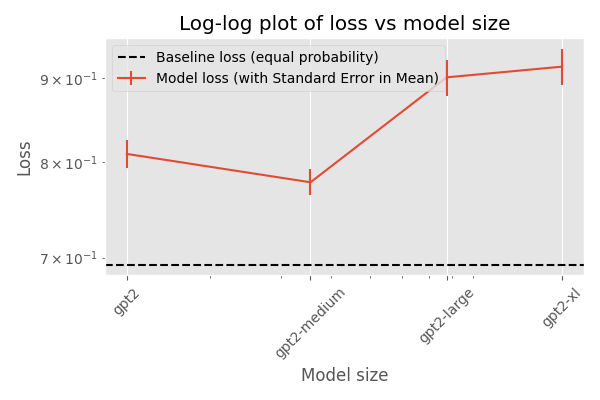 Log-log plot of loss vs model size
Baseline loss (equal probability)
Model loss (with Standard Error in Mean)
Loss
9 × 10⁻¹
8 × 10⁻¹
7 × 10⁻¹
gpt2
gpt2-medium
gpt2-large
gpt2-xl
Model size